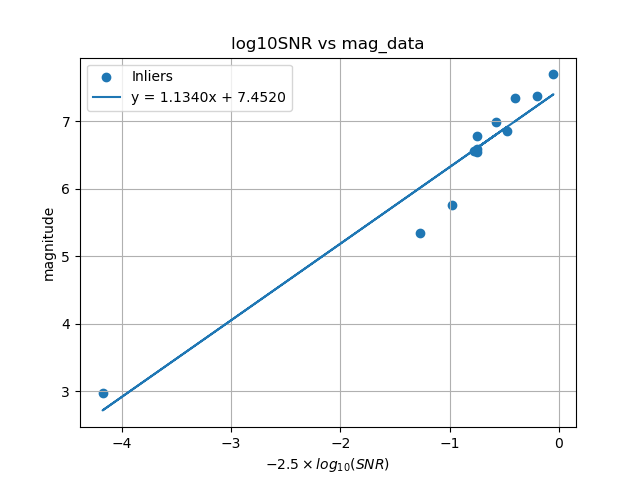 log10SNR vs mag_data
Inliers
y = 1.1340x + 7.4520
magnitude
7
6
5
4
3
−4
−3
−2
−1
0
−2.5 × log₁₀(SNR)